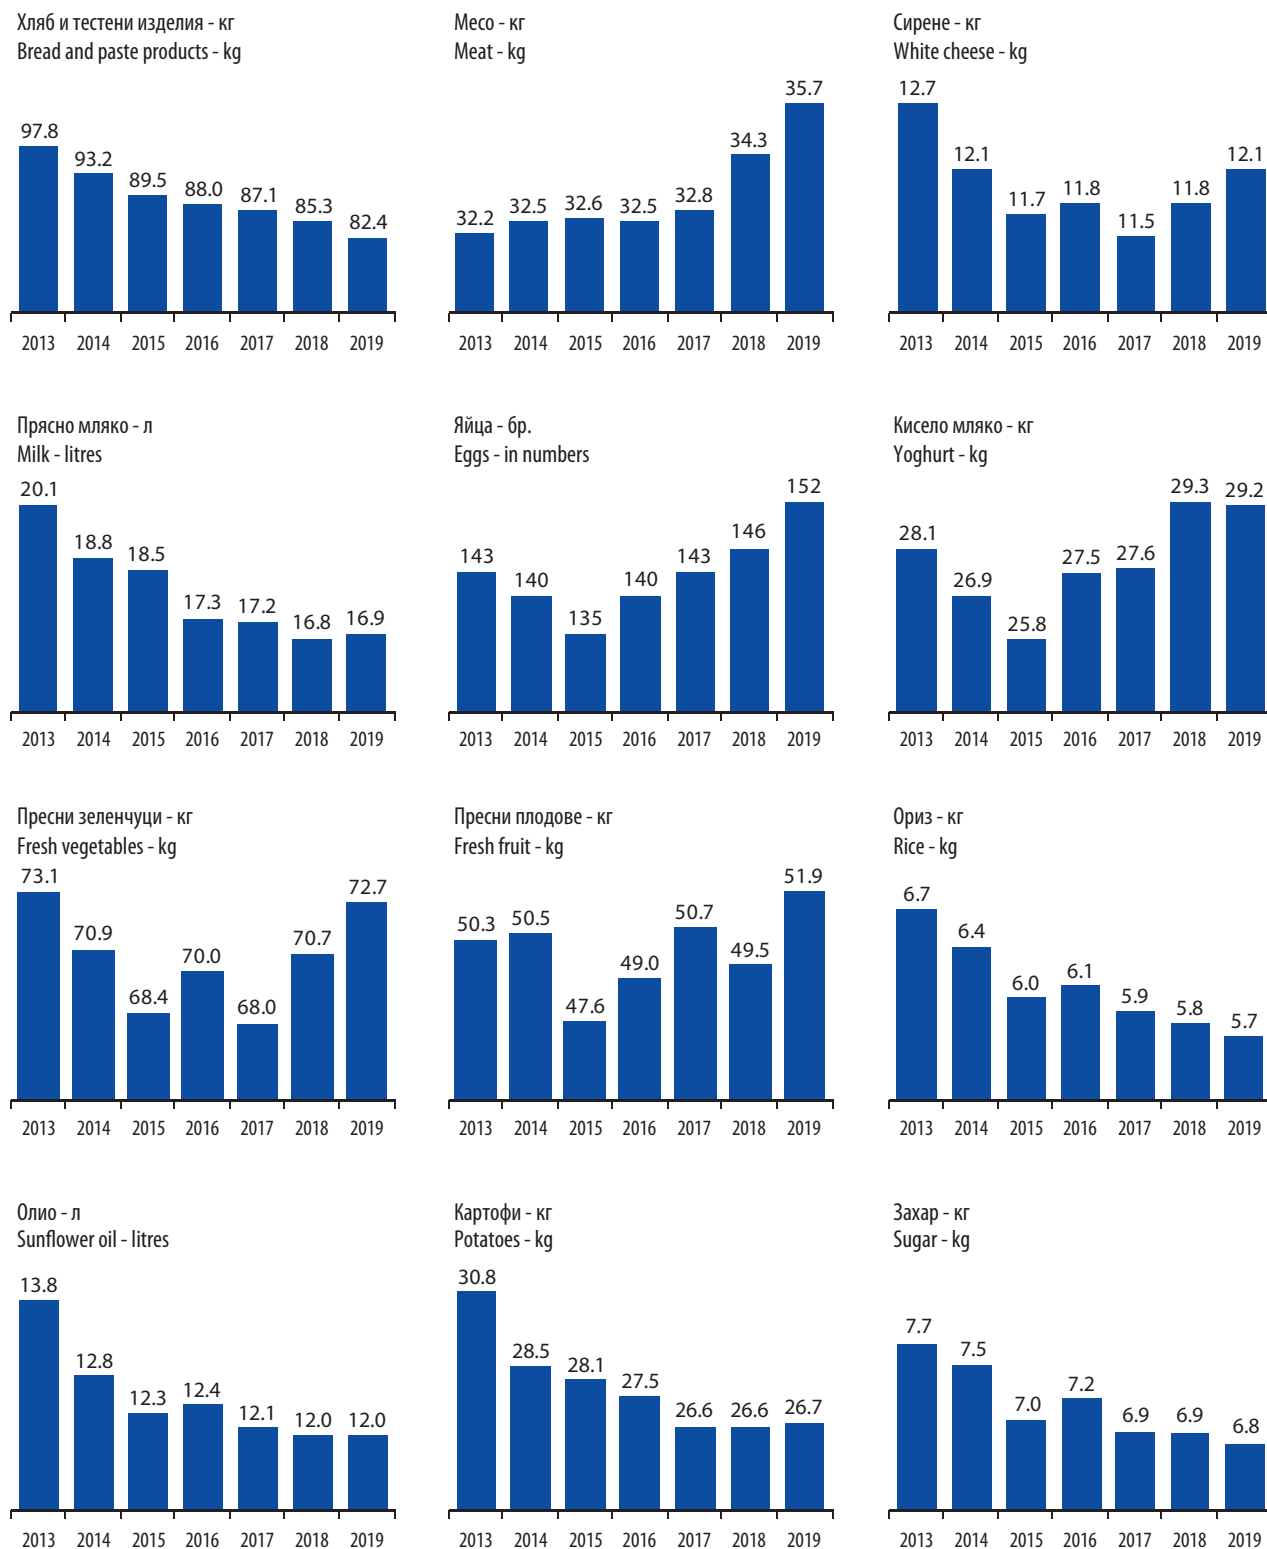 Хляб и тестени изделия - кг
Bread and paste products - kg
97.8
93.2
89.5
88.0
87.1
85.3
82.4
2013 2014 2015 2016 2017 2018 2019
Месо - кг
Meat - kg
32.2
32.5
32.6
32.5
32.8
34.3
35.7
2013 2014 2015 2016 2017 2018 2019
Сирене - кг
White cheese - kg
12.7
12.1
11.7
11.8
11.5
11.8
12.1
2013 2014 2015 2016 2017 2018 2019
Прясно мляко - л
Milk - litres
20.1
18.8
18.5
17.3
17.2
16.8
16.9
2013 2014 2015 2016 2017 2018 2019
Яйца - бр.
Eggs - in numbers
143
140
135
140
143
146
152
2013 2014 2015 2016 2017 2018 2019
Кисело мляко - кг
Yoghurt - kg
28.1
26.9
25.8
27.5
27.6
29.3
29.2
2013 2014 2015 2016 2017 2018 2019
Пресни зеленчуци - кг
Fresh vegetables - kg
73.1
70.9
68.4
70.0
68.0
70.7
72.7
2013 2014 2015 2016 2017 2018 2019
Пресни плодове - кг
Fresh fruit - kg
50.3
50.5
47.6
49.0
50.7
49.5
51.9
2013 2014 2015 2016 2017 2018 2019
Ориз - кг
Rice - kg
6.7
6.4
6.0
6.1
5.9
5.8
5.7
2013 2014 2015 2016 2017 2018 2019
Олио - л
Sunflower oil - litres
13.8
12.8
12.3
12.4
12.1
12.0
12.0
2013 2014 2015 2016 2017 2018 2019
Картофи - кг
Potatoes - kg
30.8
28.5
28.1
27.5
26.6
26.6
26.7
2013 2014 2015 2016 2017 2018 2019
Захар - кг
Sugar - kg
7.7
7.5
7.0
7.2
6.9
6.9
6.8
2013 2014 2015 2016 2017 2018 2019